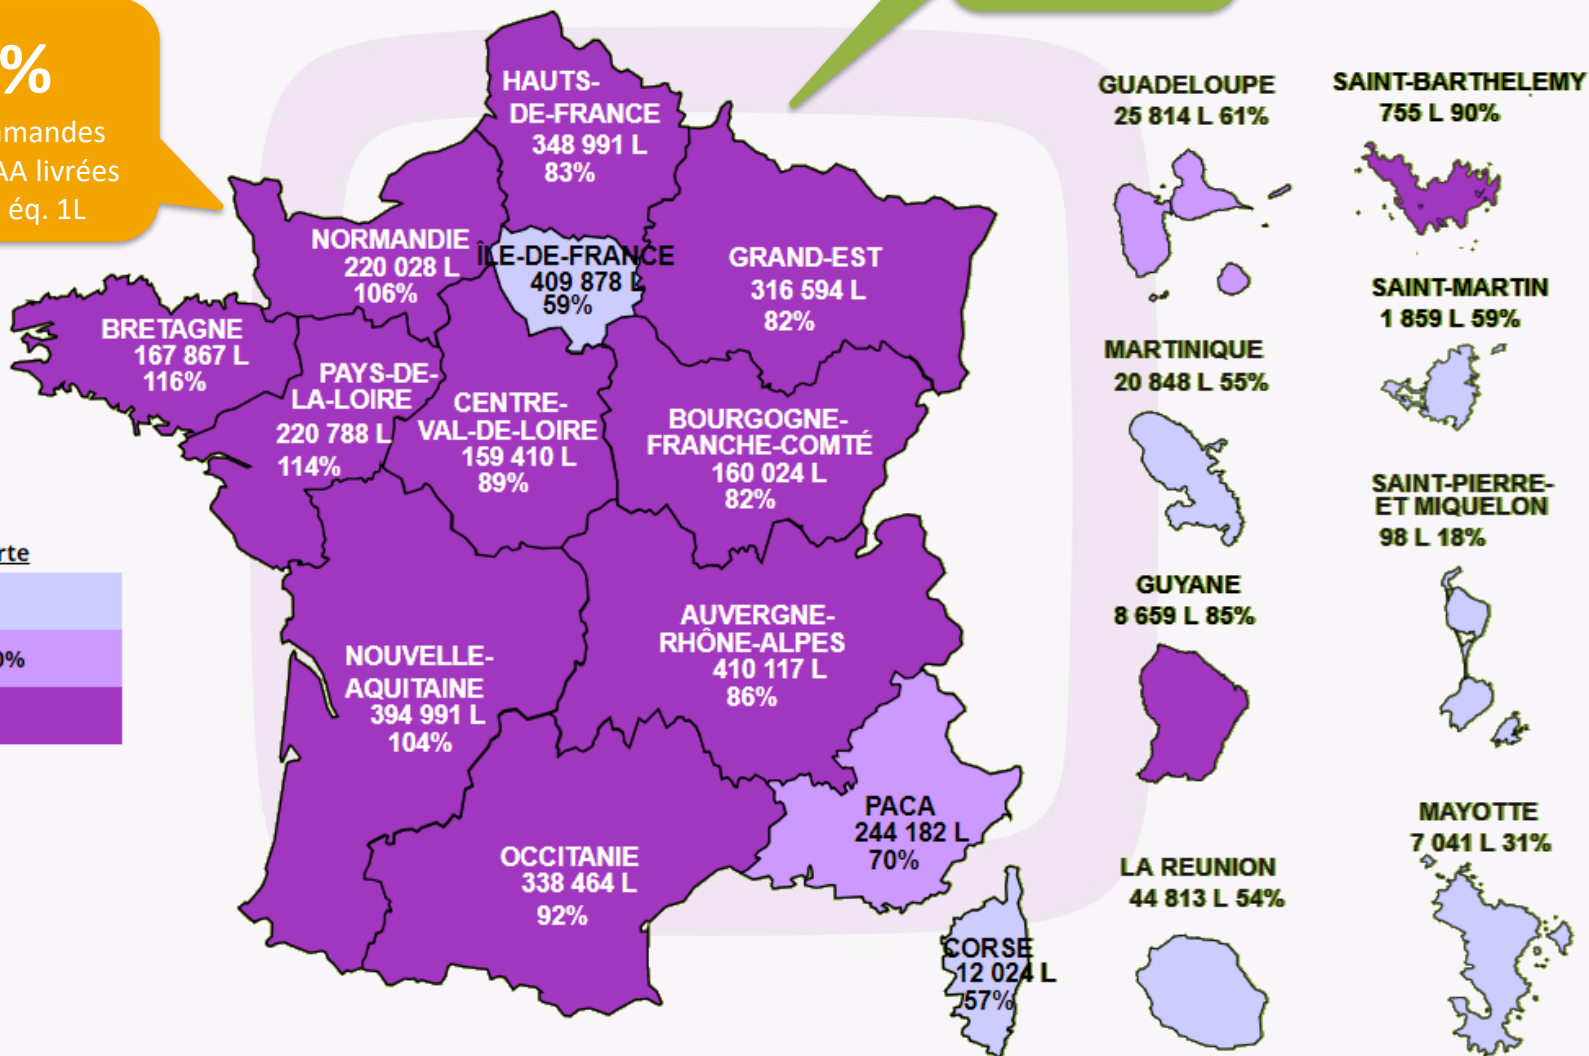 %
AA livrées
éq. 1L
HAUTS-
DE-FRANCE
348 991 L
83%
NORMANDIE
220 028 L
106%
ÎLE-DE-FRANCE
409 878 L
59%
GRAND-EST
316 594 L
82%
BRETAGNE
167 867 L
116%
PAYS-DE-
LA-LOIRE
220 788 L
114%
CENTRE-
VAL-DE-LOIRE
159 410 L
89%
BOURGOGNE-
FRANCHE-COMTÉ
160 024 L
82%
NOUVELLE-
AQUITAINE
394 991 L
104%
AUVERGNE-
RHÔNE-ALPES
410 117 L
86%
OCCITANIE
338 464 L
92%
PACA
244 182 L
70%
CORSE
12 024 L
57%
GUADELOUPE
25 814 L 61%
MARTINIQUE
20 848 L 55%
GUYANE
8 659 L 85%
LA REUNION
44 813 L 54%
SAINT-BARTHELEMY
755 L 90%
SAINT-MARTIN
1 859 L 59%
SAINT-PIERRE-
ET MIQUELON
98 L 18%
MAYOTTE
7 041 L 31%